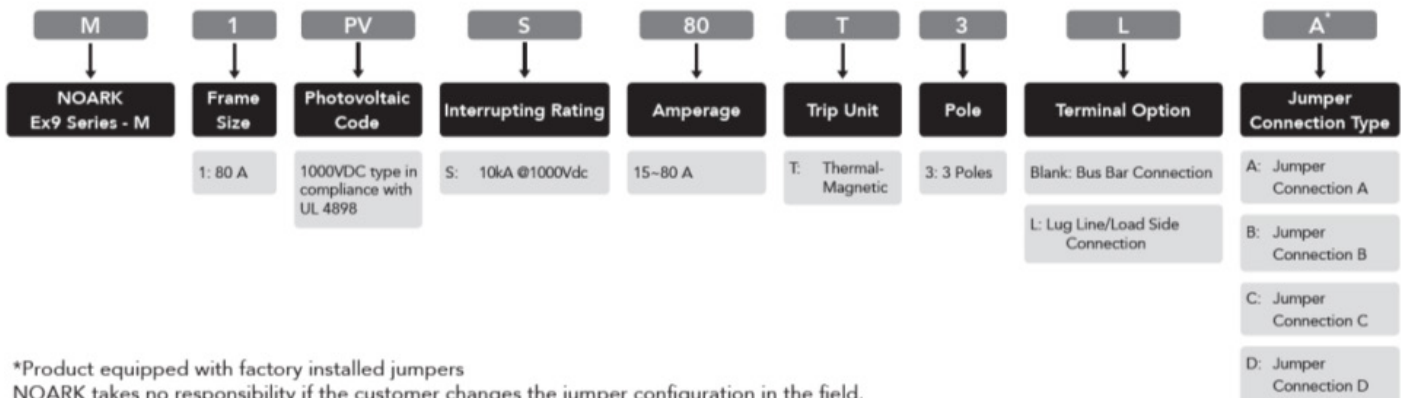 M 1 PV S 80 T 3 L A*
NOARK
Ex9 Series - M
Frame
Size
Photovoltaic
Code
Interrupting Rating
Amperage
Trip Unit
Pole
Terminal Option
Jumper
Connection Type
1: 80 A
1000VDC type in
compliance with
UL 4898
S: 10kA @1000Vdc
15~80 A
T: Thermal-
Magnetic
3: 3 Poles
Blank: Bus Bar Connection
L: Lug Line/Load Side
Connection
A: Jumper
Connection A
B: Jumper
Connection B
C: Jumper
Connection C
D: Jumper
Connection D
*Product equipped with factory installed jumpers
NOARK takes no responsibility if the customer changes the jumper configuration in the field.